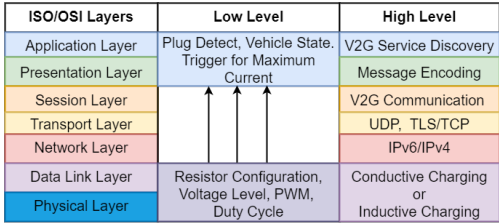 ISO/OSI Layers Low Level High Level
Application Layer
Presentation Layer
Session Layer
Transport Layer
Network Layer
Data Link Layer
Physical Layer
Plug Detect, Vehicle State.
Trigger for Maximum
Current
Resistor Configuration,
Voltage Level, PWM,
Duty Cycle
V2G Service Discovery
Message Encoding
V2G Communication
UDP, TLS/TCP
IPv6/IPv4
Conductive Charging
or
Inductive Charging